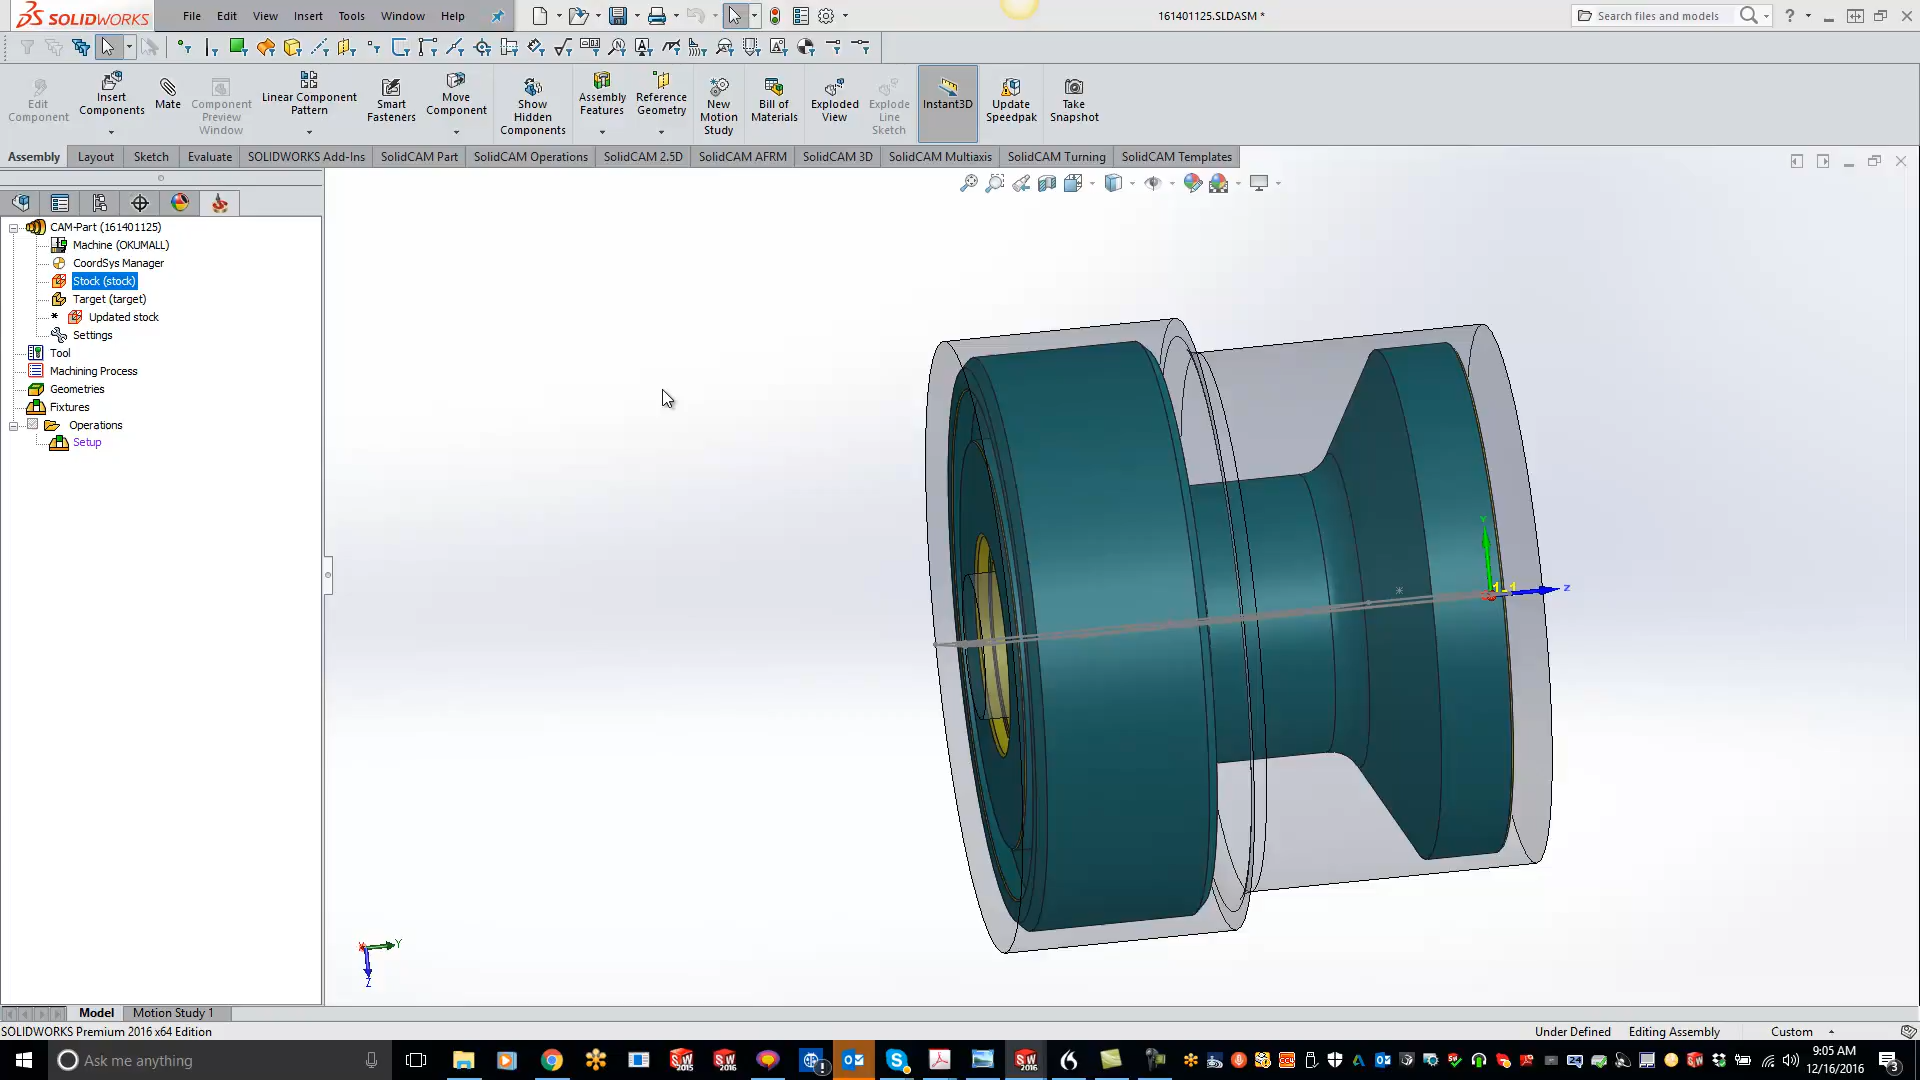 SOLIDWORKS File Edit View Insert Tools Window Help 161401125.SLDASM * Search files and models ?
Edit Component
Insert Components
Mate
Component Preview Window
Linear Component Pattern
Smart Fasteners
Move Component
Show Hidden Components
Assembly Features
Reference Geometry
New Motion Study
Bill of Materials
Exploded View
Explode Line Sketch
Instant3D
Update Speedpak
Take Snapshot
Assembly Layout Sketch Evaluate SOLIDWORKS Add-Ins SolidCAM Part SolidCAM Operations SolidCAM 2.5D SolidCAM AFRM SolidCAM 3D SolidCAM Multiaxis SolidCAM Turning SolidCAM Templates
CAM-Part (161401125)
Machine (OKUMALL)
CoordSys Manager
Stock (stock)
Target (target)
* Updated stock
Settings
Tool
Machining Process
Geometries
Fixtures
Operations
Setup
Y
Z
X Y
Z
Model Motion Study 1
SOLIDWORKS Premium 2016 x64 Edition Under Defined Editing Assembly Custom
Ask me anything
9:05 AM
12/16/2016